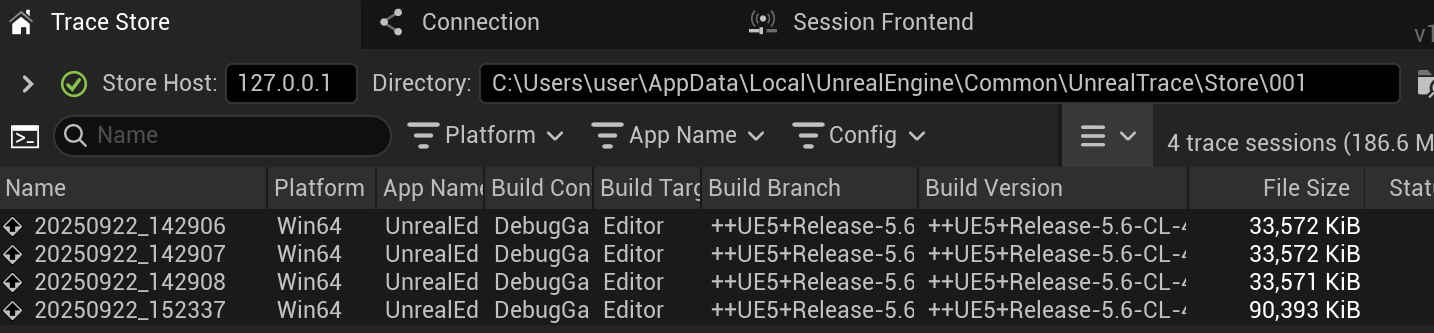 Trace Store Connection Session Frontend
v1
Store Host: 127.0.0.1 Directory: C:\Users\user\AppData\Local\UnrealEngine\Common\UnrealTrace\Store\001
Name Platform App Name Config 4 trace sessions (186.6 M
Name Platform App Name Build Con Build Targ Build Branch Build Version File Size Statu
20250922_142906 Win64 UnrealEd DebugGa Editor ++UE5+Release-5.6 ++UE5+Release-5.6-CL-4 33,572 KiB
20250922_142907 Win64 UnrealEd DebugGa Editor ++UE5+Release-5.6 ++UE5+Release-5.6-CL-4 33,572 KiB
20250922_142908 Win64 UnrealEd DebugGa Editor ++UE5+Release-5.6 ++UE5+Release-5.6-CL-4 33,571 KiB
20250922_152337 Win64 UnrealEd DebugGa Editor ++UE5+Release-5.6 ++UE5+Release-5.6-CL-4 90,393 KiB